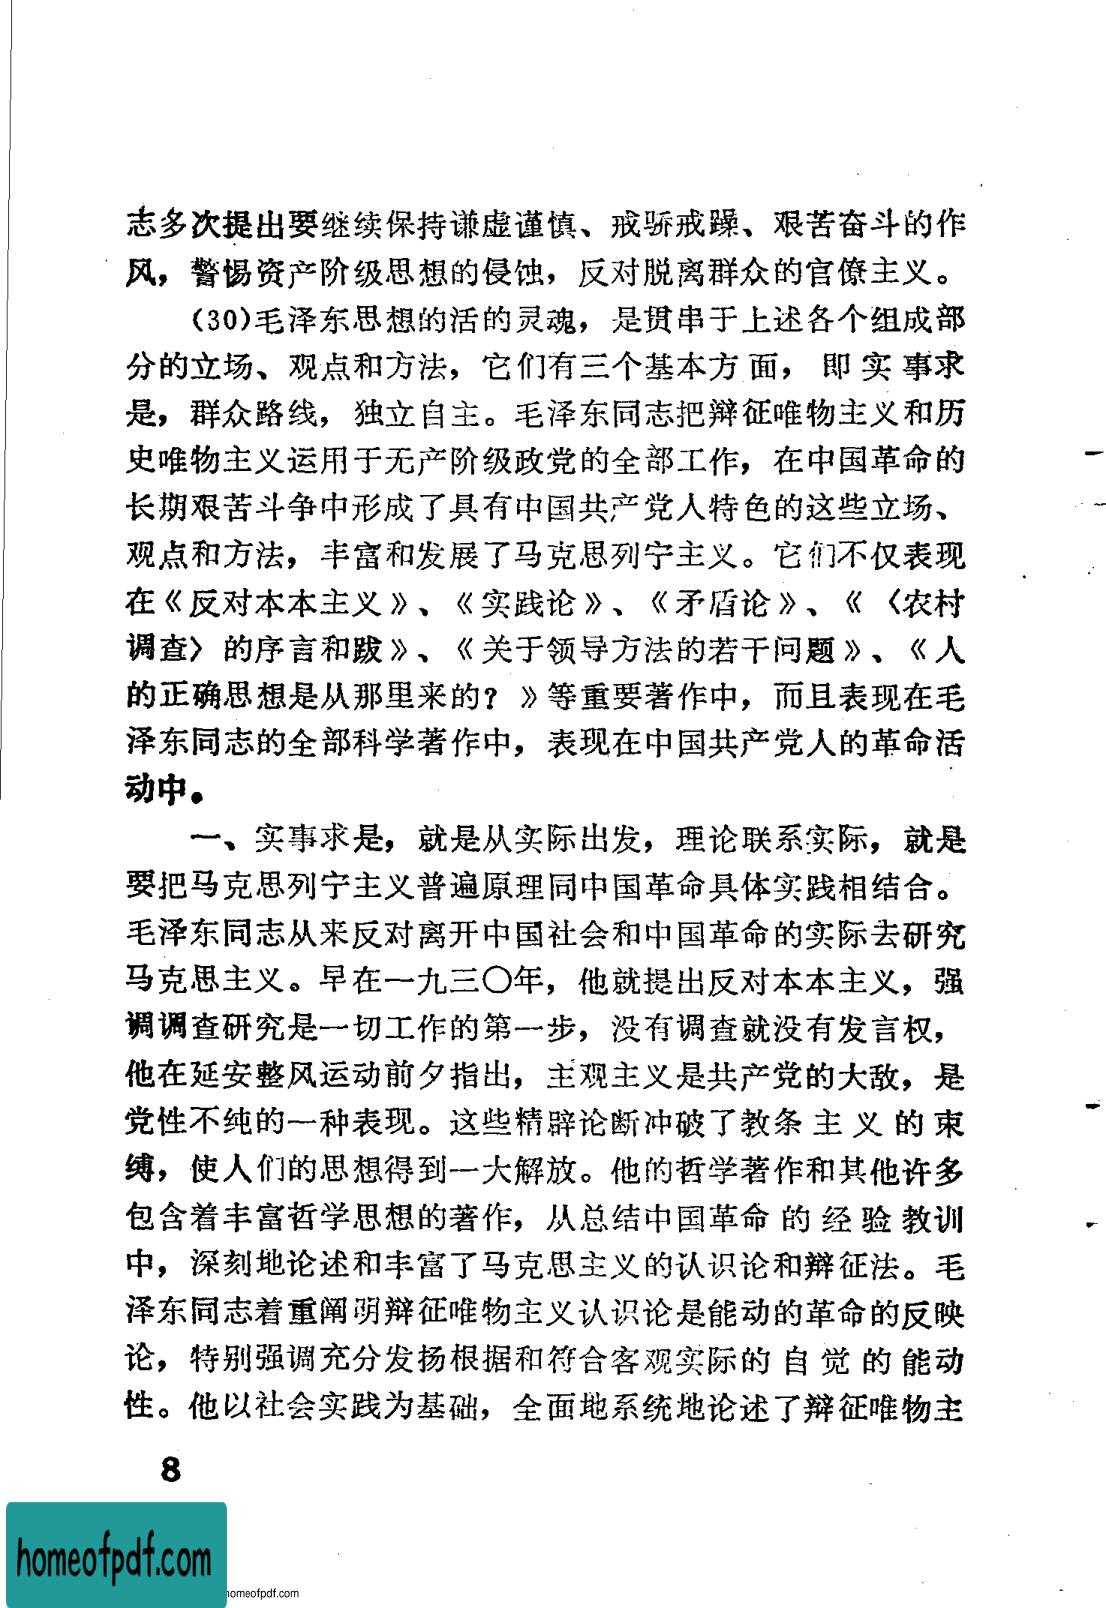 志多次提出要继续保持谦虚谨慎、戒骄戒躁、艰苦奋斗的作
风，警惕资产阶级思想的侵蚀，反对脱离群众的官僚主义。
(30)毛泽东思想的活的灵魂，是贯串于上述各个组成部
分的立场、观点和方法，它们有三个基本方面，即实事求
是，群众路线，独立自主。毛泽东同志把辩征唯物主义和历
史唯物主义运用于无产阶级政党的全部工作，在中国革命的
长期艰苦斗争中形成了具有中国共产党人特色的这些立场、
观点和方法，丰富和发展了马克思列宁主义。它们不仅表现
在《反对本本主义》、《实践论》、《矛盾论》、《〈农村
调查〉的序言和跋》、《关于领导方法的若干问题》、《人
的正确思想是从那里来的？》等重要著作中，而且表现在毛
泽东同志的全部科学著作中，表现在中国共产党人的革命活
动中。
一、实事求是，就是从实际出发，理论联系实际，就是
要把马克思列宁主义普遍原理同中国革命具体实践相结合。
毛泽东同志从来反对离开中国社会和中国革命的实际去研究
马克思主义。早在一九三〇年，他就提出反对本本主义，强
调调查研究是一切工作的第一步，没有调查就没有发言权，
他在延安整风运动前夕指出，主观主义是共产党的大敌，是
党性不纯的一种表现。这些精辟论断冲破了教条主义的束
缚，使人们的思想得到一大解放。他的哲学著作和其他许多
包含着丰富哲学思想的著作，从总结中国革命的经验教训
中，深刻地论述和丰富了马克思主义的认识论和辩征法。毛
泽东同志着重阐明辩征唯物主义认识论是能动的革命的反映
论，特别强调充分发扬根据和符合客观实际的自觉的能动
性。他以社会实践为基础，全面地系统地论述了辩征唯物主
8
homeofpdf.com
homeofpdf.com